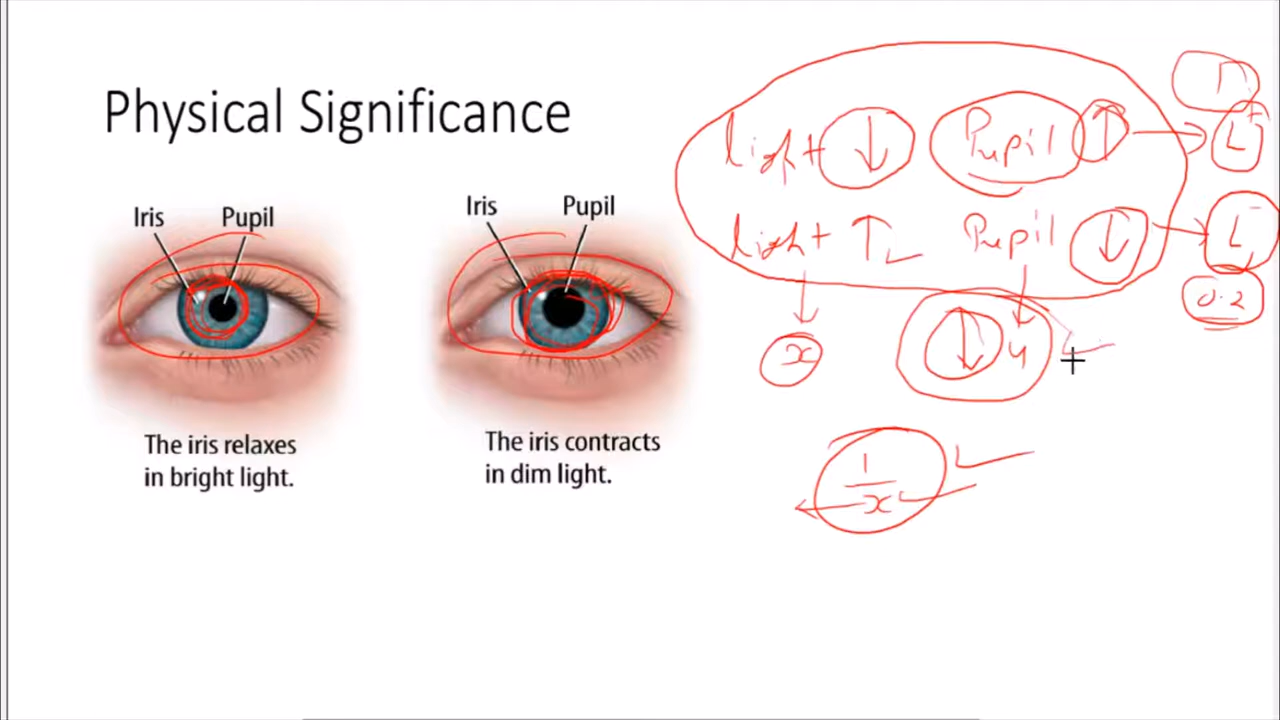 Physical Significance
Iris Pupil
Iris Pupil
The iris relaxes
in bright light.
The iris contracts
in dim light.
light ↓ Pupil ↑ → L+
light ↑ Pupil ↓ → L-
0.2
x
↓ y
1
x